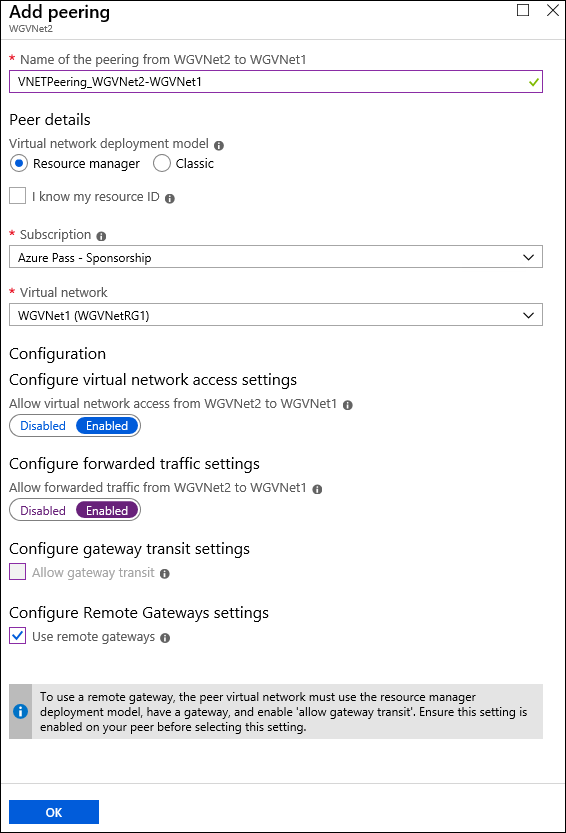 Add peering
WGVNet2
* Name of the peering from WGVNet2 to WGVNet1
VNETPeering_WGVNet2-WGVNet1
Peer details
Virtual network deployment model
Resource manager
Classic
I know my resource ID
* Subscription
Azure Pass - Sponsorship
* Virtual network
WGVNet1 (WGVNetRG1)
Configuration
Configure virtual network access settings
Allow virtual network access from WGVNet2 to WGVNet1
Disabled Enabled
Configure forwarded traffic settings
Allow forwarded traffic from WGVNet2 to WGVNet1
Disabled Enabled
Configure gateway transit settings
Allow gateway transit
Configure Remote Gateways settings
Use remote gateways
To use a remote gateway, the peer virtual network must use the resource manager
deployment model, have a gateway, and enable 'allow gateway transit'. Ensure this setting is
enabled on your peer before selecting this setting.
OK